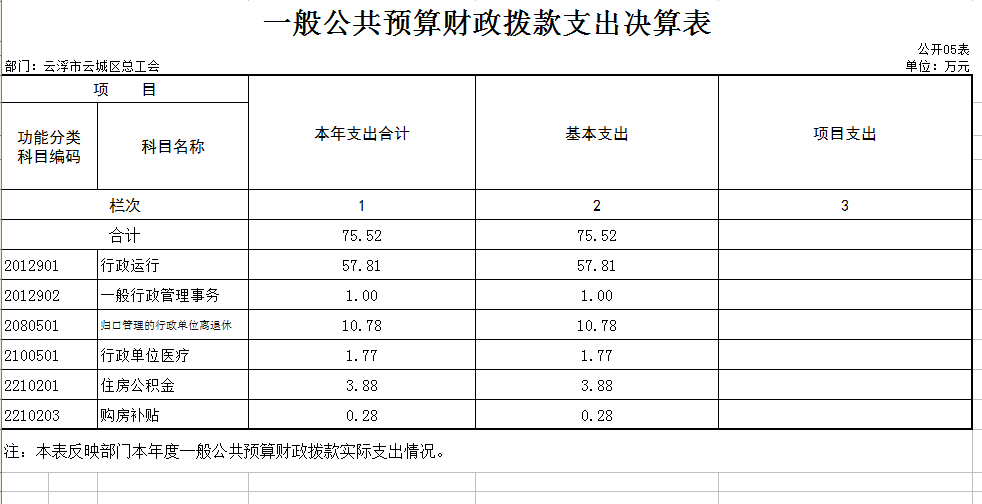 一般公共预算财政拨款支出决算表
公开05表
部门：云浮市云城区总工会 单位：万元
项 目 本年支出合计 基本支出 项目支出
功能分类
科目编码 科目名称
栏次 1 2 3
合计 75.52 75.52
2012901 行政运行 57.81 57.81
2012902 一般行政管理事务 1.00 1.00
2080501 归口管理的行政单位离退休 10.78 10.78
2100501 行政单位医疗 1.77 1.77
2210201 住房公积金 3.88 3.88
2210203 购房补贴 0.28 0.28
注：本表反映部门本年度一般公共预算财政拨款实际支出情况。